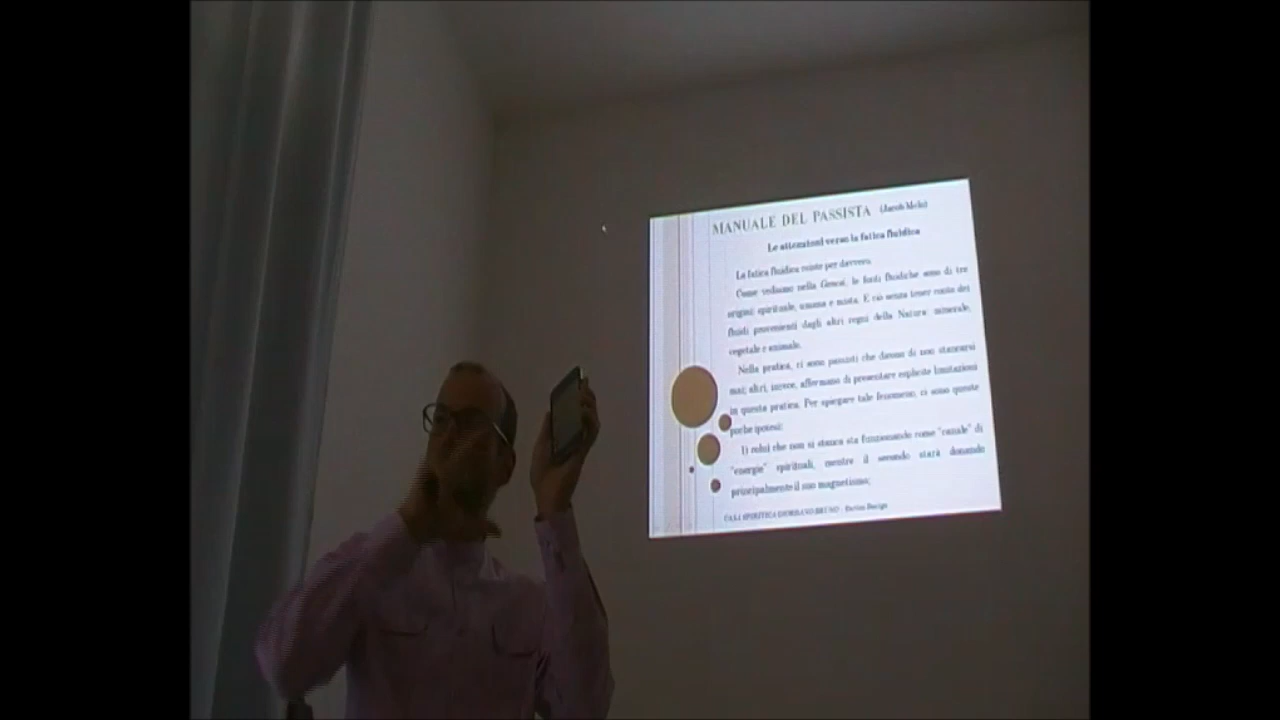 MANUALE DEL PASSISTA (Jacob Melo)
Le attenzioni verso la fatica fluidica
La fatica fluidica esiste per davvero.
Come vediamo nella Genesi, le fonti fluidiche sono di tre
origini: spirituale, umana e mista. E ciò senza tener conto dei
fluidi provenienti dagli altri regni della Natura: minerale,
vegetale e animale.
Nella pratica, ci sono passisti che dicono di non stancarsi
mai; altri, invece, affermano di presentare esplicite limitazioni
in questa pratica. Per spiegare tale fenomeno, ci sono queste
poche ipotesi:
1) colui che non si stanca sta funzionando come "canale" di
"energie" spirituali, mentre il secondo starà donando
principalmente il suo magnetismo;
CASA SPIRITICA GIORDANO BRUNO -